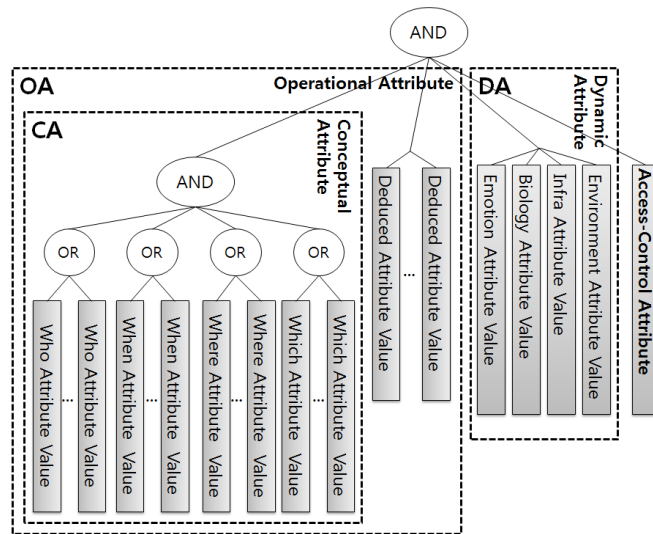 AND
OA
Operational Attribute
DA
Dynamic
Attribute
CA
Conceptual
Attribute
AND
OR
OR
OR
OR
Who Attribute Value
...
Who Attribute Value
When Attribute Value
...
When Attribute Value
Where Attribute Value
...
Where Attribute Value
Which Attribute Value
...
Which Attribute Value
Deduced Attribute Value
...
Deduced Attribute Value
Emotion Attribute Value
Biology Attribute Value
Infra Attribute Value
Environment Attribute Value
Access-Control Attribute